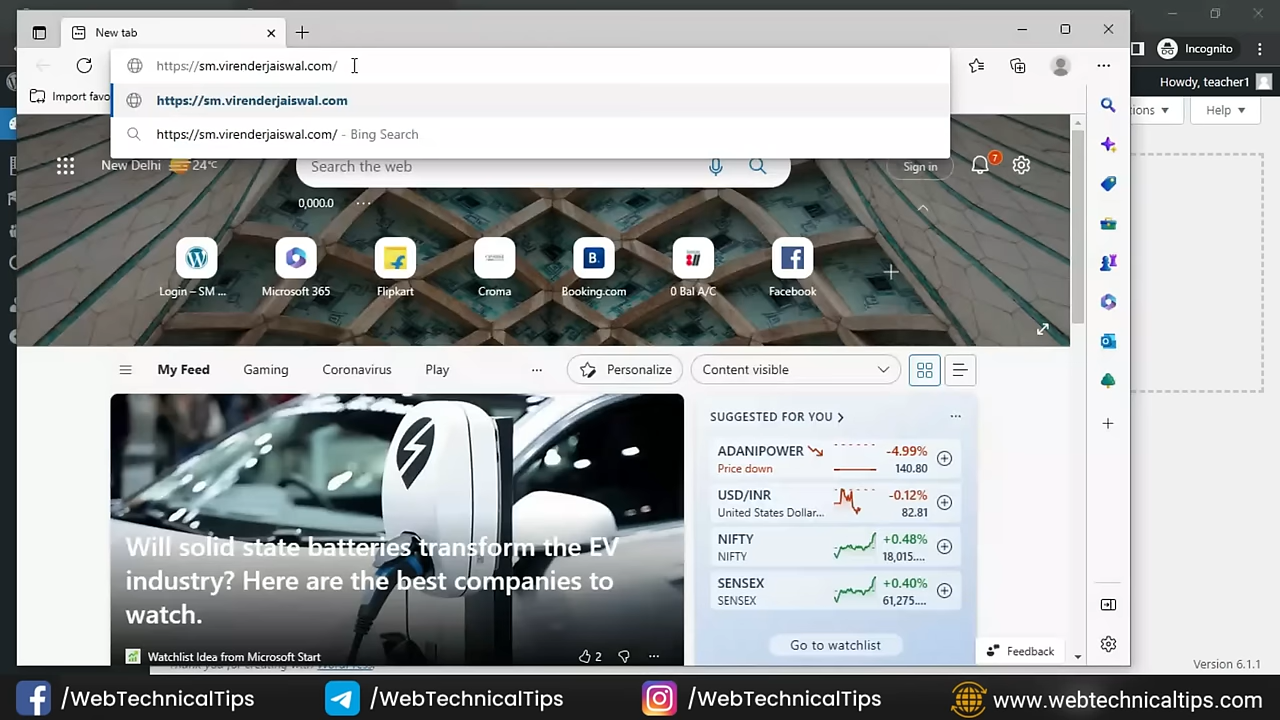 New tab
Incognito
https://sm.virenderjaiswal.com/
Howdy, teacher1
Import favo
https://sm.virenderjaiswal.com
https://sm.virenderjaiswal.com/ - Bing Search
ions
Help
New Delhi 24°C
Search the web
Sign in
7
0,000.0 ...
Login – SM ...
Microsoft 365
Flipkart
Croma
B.
Booking.com
0 Bal A/C
Facebook
My Feed
Gaming
Coronavirus
Play
...
Personalize
Content visible
SUGGESTED FOR YOU
...
ADANIPOWER
-4.99%
Price down
140.80
USD/INR
-0.12%
United States Dollar...
82.81
NIFTY
+0.48%
NIFTY
18,015....
SENSEX
+0.40%
SENSEX
61,275....
Go to watchlist
Will solid state batteries transform the EV
industry? Here are the best companies to
watch.
Watchlist Idea from Microsoft Start
2
...
Feedback
Version 6.1.1
/WebTechnicalTips
/WebTechnicalTips
/WebTechnicalTips
www.webtechnicaltips.com